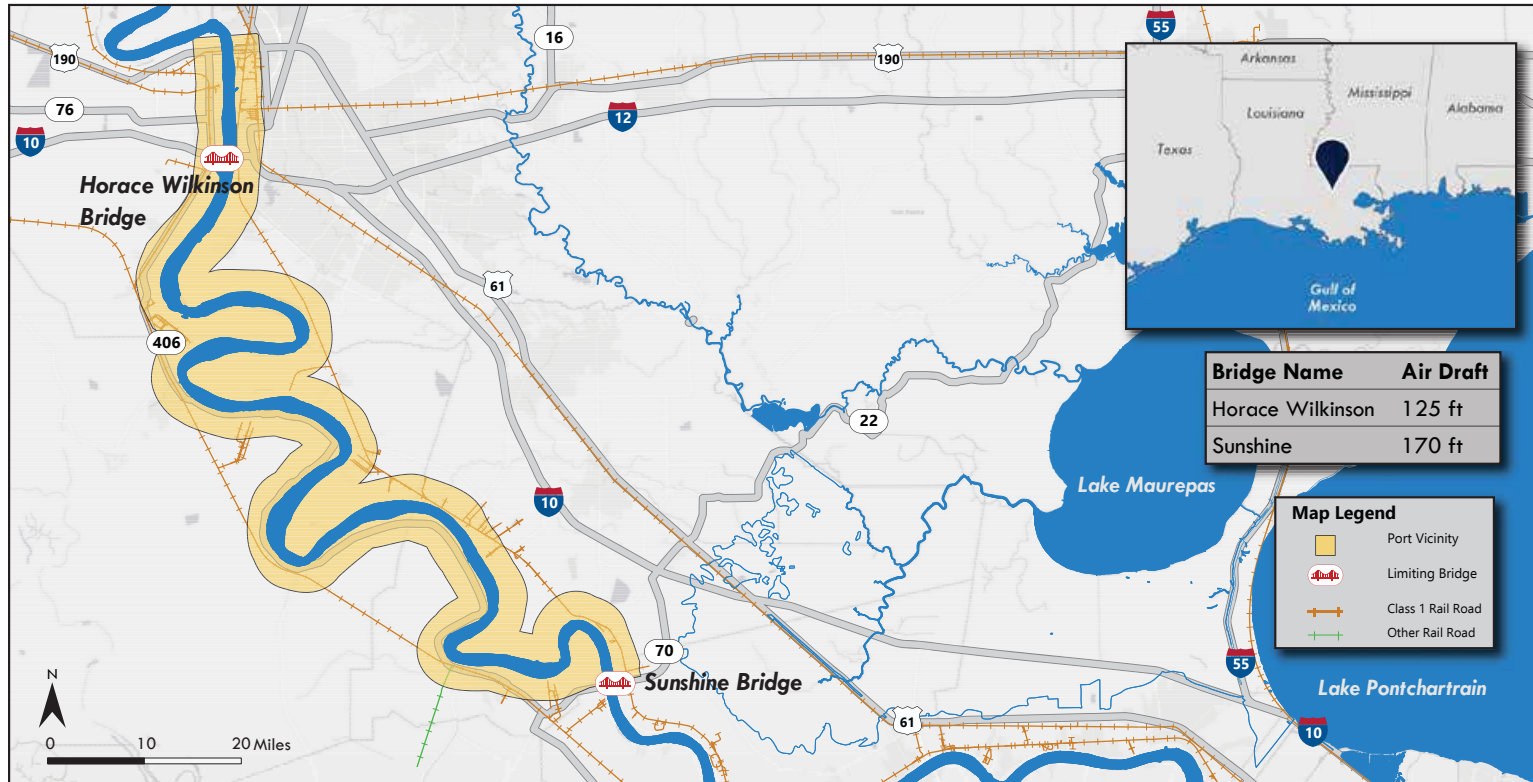 190
16
55
190
76
10
12
Horace Wilkinson
Bridge
61
406
22
10
Lake Maurepas
70
Sunshine Bridge
55
Lake Pontchartrain
61
10
N
0 10 20 Miles
Arkansas
Mississippi
Louisiana
Alabama
Texas
Gulf of
Mexico
Bridge Name Air Draft
Horace Wilkinson 125 ft
Sunshine 170 ft
Map Legend
Port Vicinity
Limiting Bridge
Class 1 Rail Road
Other Rail Road